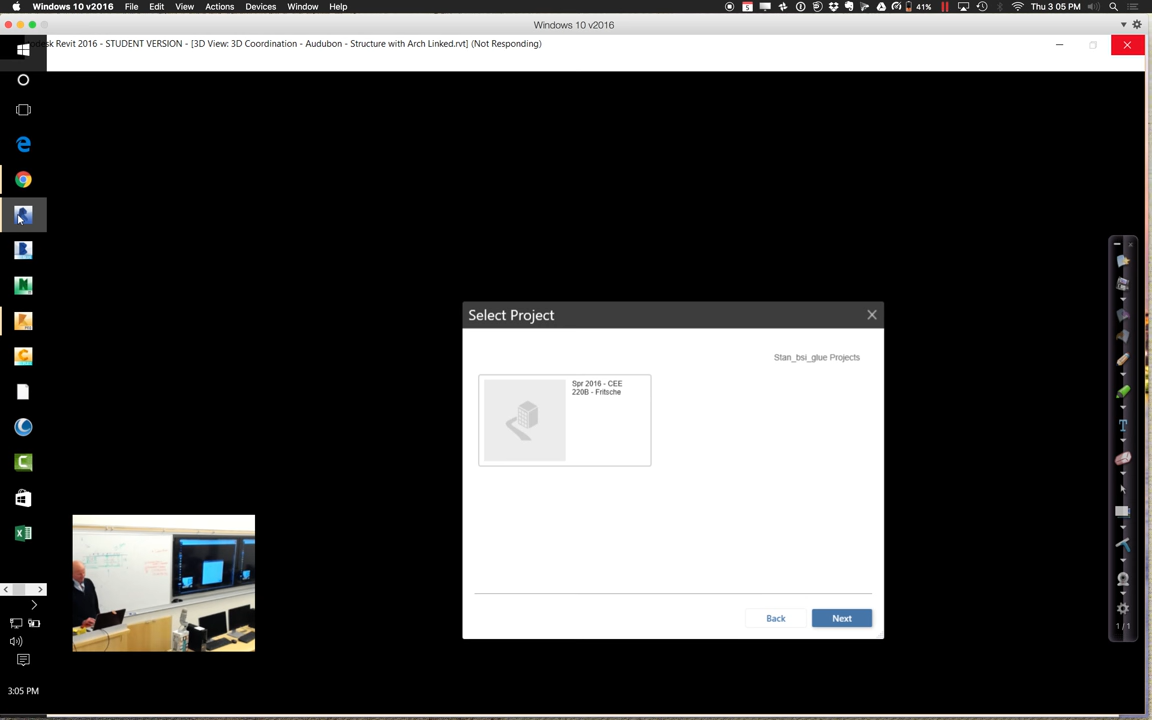 Windows 10 v2016 File Edit View Actions Devices Window Help 5 41% Thu 3 05 PM
Windows 10 v2016
desk Revit 2016 - STUDENT VERSION - [3D View: 3D Coordination - Audubon - Structure with Arch Linked.rvt] (Not Responding)
Select Project
Stan_bsi_glue Projects
Spr 2016 - CEE
220B - Fritsche
Back Next
1 / 1
3:05 PM